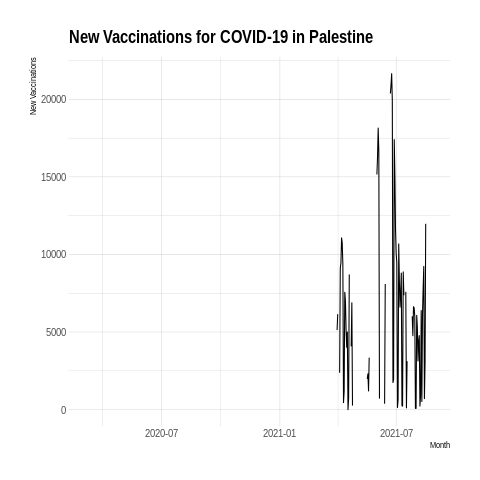 New Vaccinations for COVID-19 in Palestine
New Vaccinations
20000
15000
10000
5000
0
2020-07
2021-01
2021-07
Month